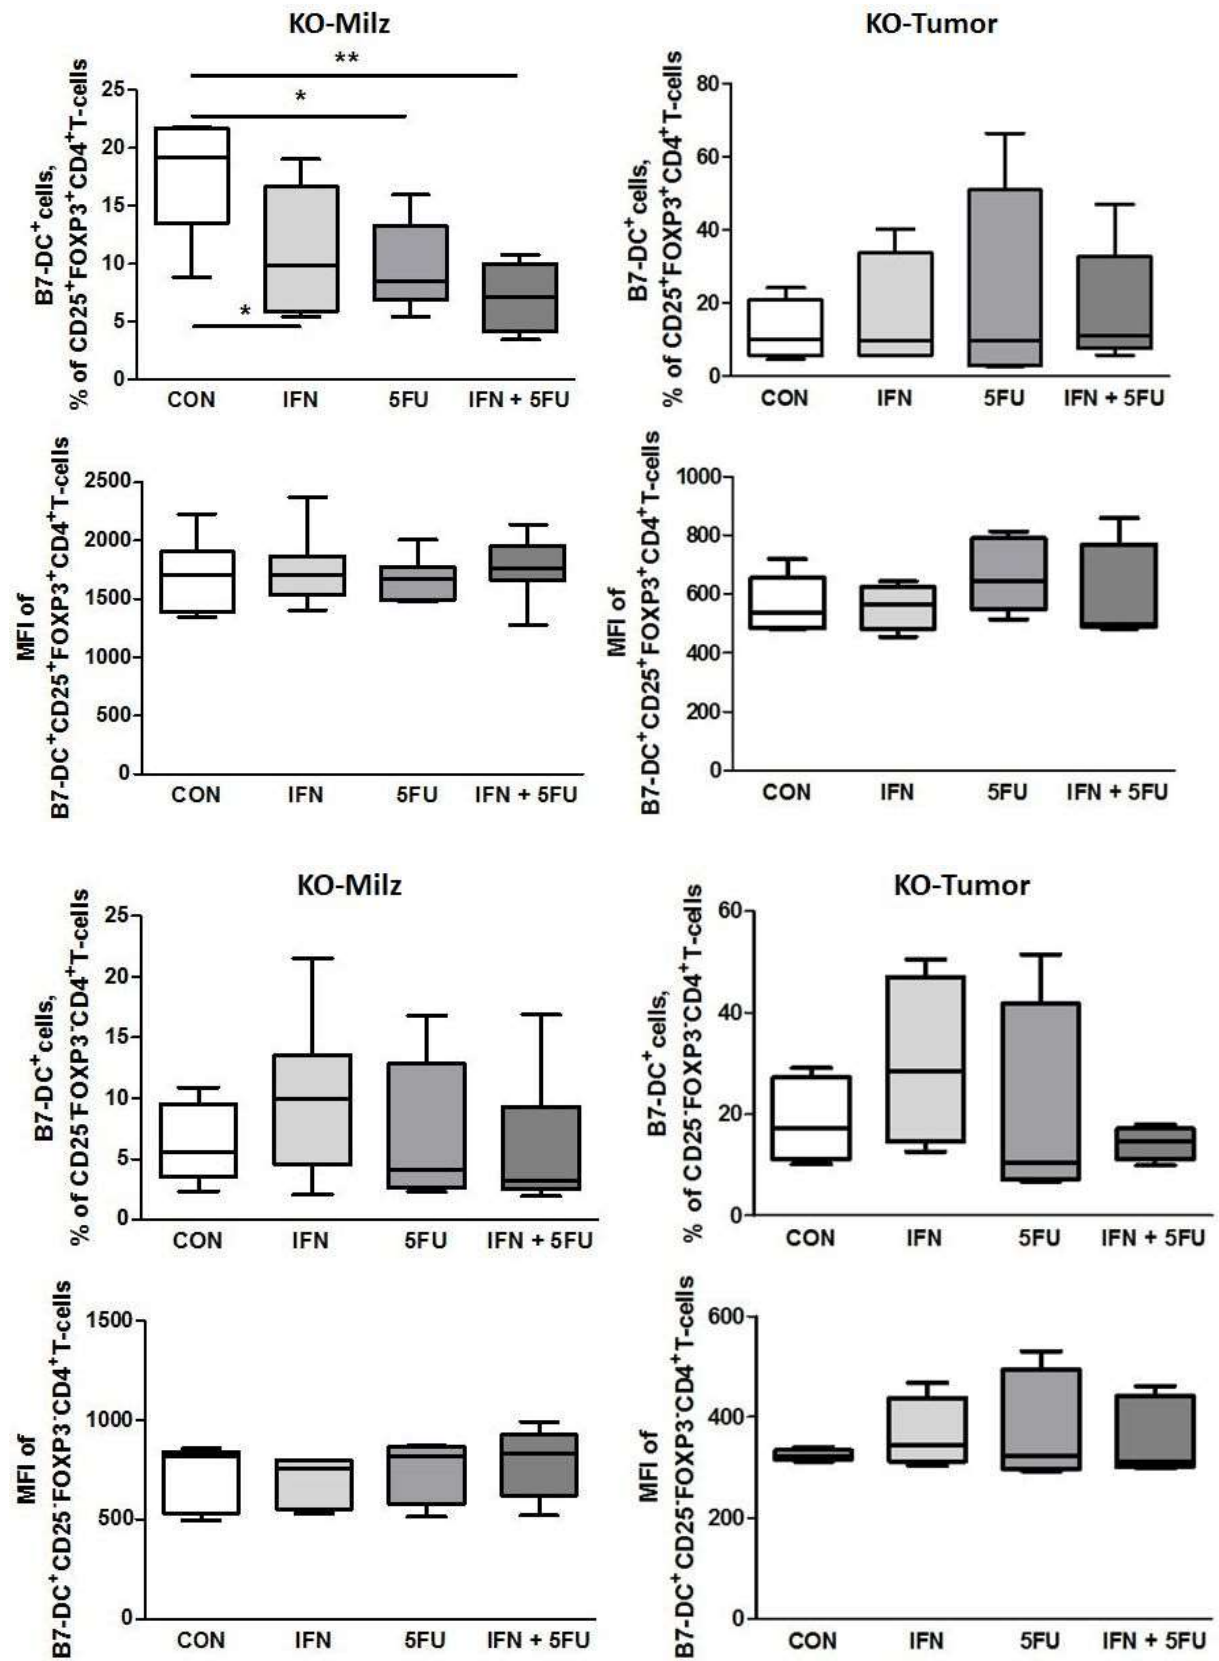 KO-Milz
B7-DC⁺cells,
% of CD25⁺FOXP3⁺CD4⁺T-cells
25
20
15
10
5
0
**
*
*
CON IFN 5FU IFN + 5FU
KO-Tumor
B7-DC⁺cells,
% of CD25⁺FOXP3⁺CD4⁺T-cells
80
60
40
20
0
CON IFN 5FU IFN + 5FU
MFI of
B7-DC⁺CD25⁺FOXP3⁺CD4⁺T-cells
2500
2000
1500
1000
500
0
CON IFN 5FU IFN + 5FU
MFI of
B7-DC⁺CD25⁺FOXP3⁺CD4⁺T-cells
1000
800
600
400
200
0
CON IFN 5FU IFN + 5FU
KO-Milz
B7-DC⁺cells,
% of CD25⁻FOXP3⁻CD4⁺T-cells
25
20
15
10
5
0
CON IFN 5FU IFN + 5FU
KO-Tumor
B7-DC⁺cells,
% of CD25⁻FOXP3⁻CD4⁺T-cells
60
40
20
0
CON IFN 5FU IFN + 5FU
MFI of
B7-DC⁺CD25⁻FOXP3⁻CD4⁺T-cells
1500
1000
500
0
CON IFN 5FU IFN + 5FU
MFI of
B7-DC⁺CD25⁻FOXP3⁻CD4⁺T-cells
600
400
200
0
CON IFN 5FU IFN + 5FU